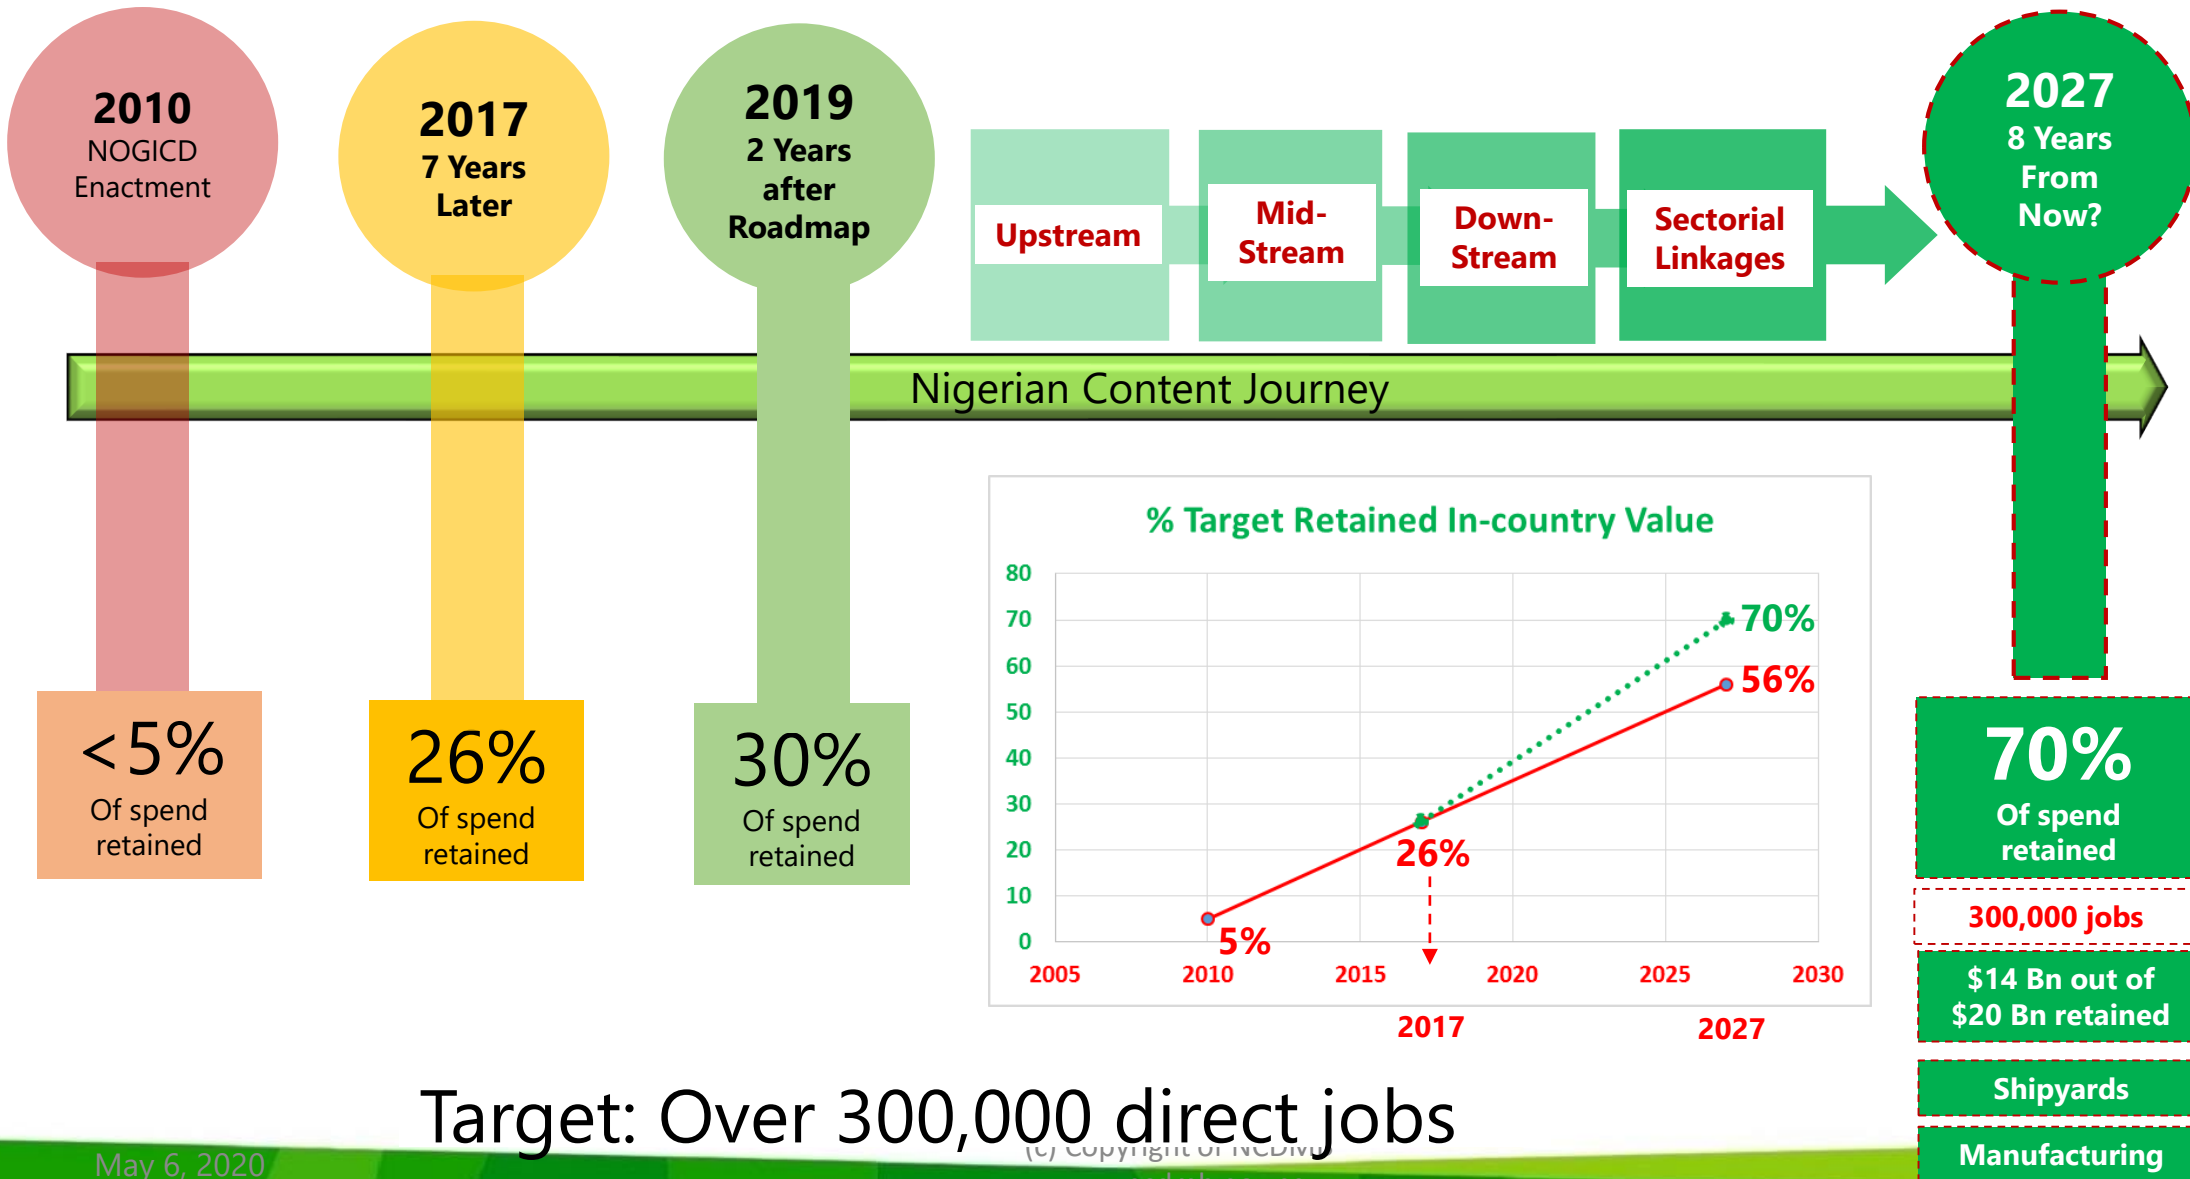 2010
NOGICD
Enactment
2017
7 Years
Later
2019
2 Years
after
Roadmap
Upstream
Mid-
Stream
Down-
Stream
Sectorial
Linkages
2027
8 Years
From
Now?
Nigerian Content Journey
<5%
Of spend
retained
26%
Of spend
retained
30%
Of spend
retained
% Target Retained In-country Value
80
70
60
50
40
30
20
10
0
70%
56%
26%
5%
2005
2010
2015
2020
2025
2030
2017
2027
70%
Of spend
retained
300,000 jobs
$14 Bn out of
$20 Bn retained
Shipyards
Manufacturing
Target: Over 300,000 direct jobs
May 6, 2020
(c) Copyright of NCDMB